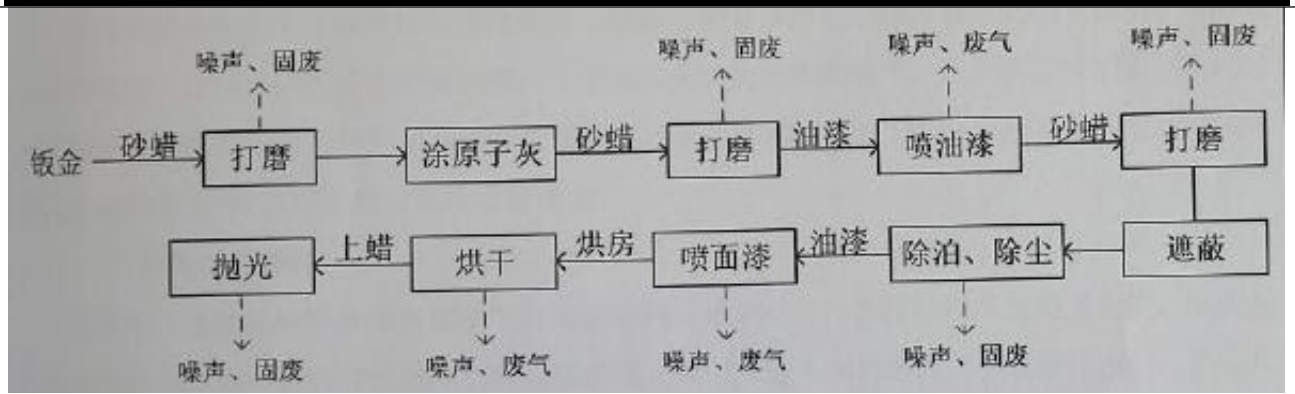 噪声、固废 噪声、固废 噪声、废气 噪声、固废
钣金 砂蜡 打磨 涂原子灰 砂蜡 打磨 油漆 喷油漆 砂蜡 打磨
抛光 上蜡 烘干 烘房 喷面漆 油漆 除泊、除尘 遮蔽
噪声、固废 噪声、废气 噪声、废气 噪声、固废